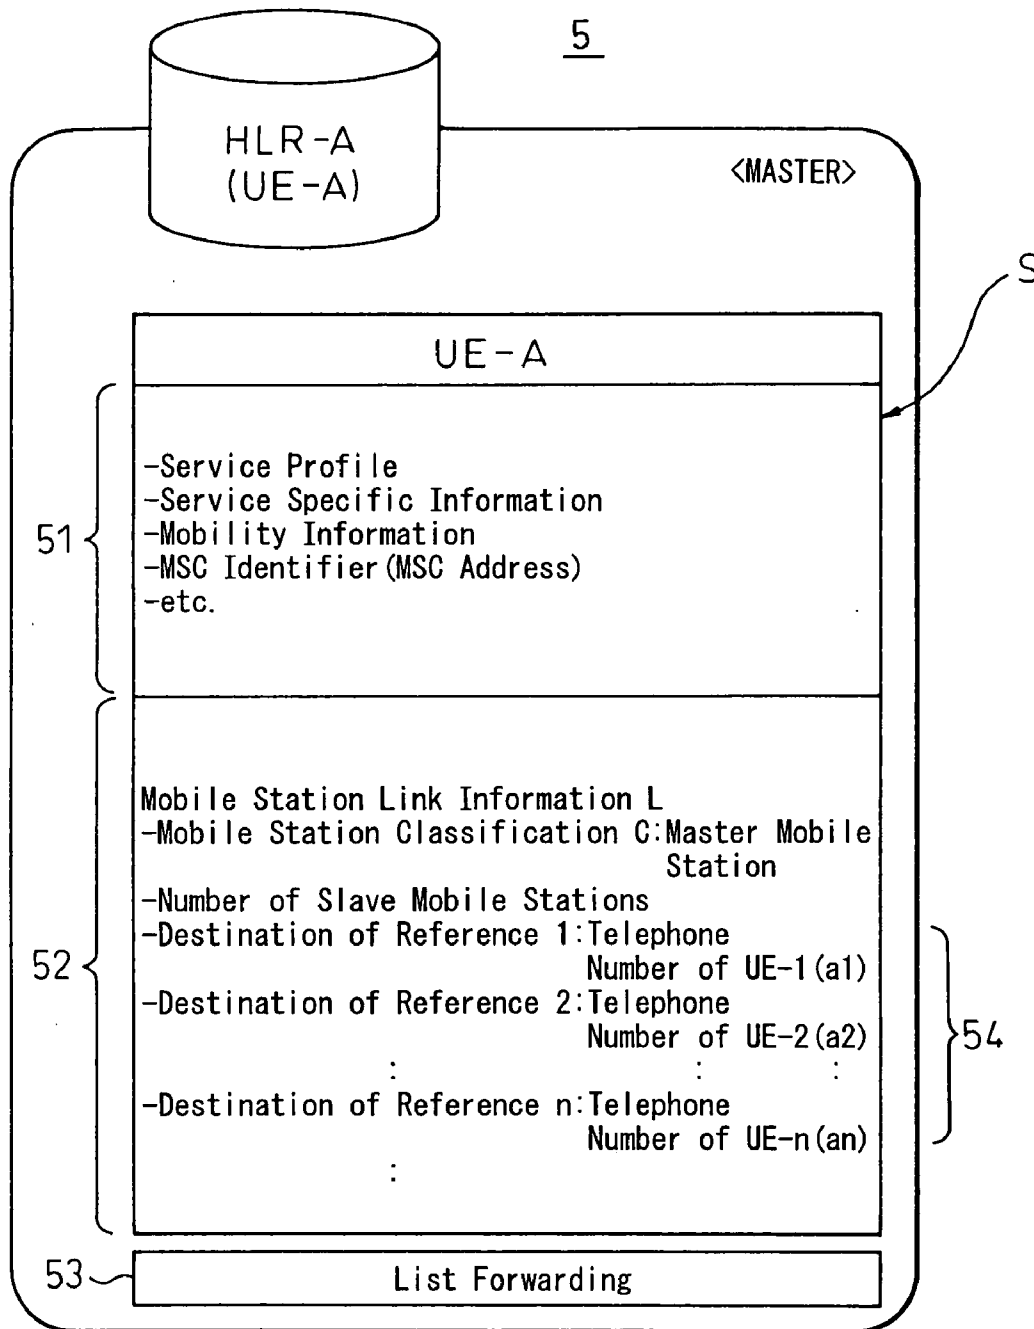 5
HLR-A
(UE-A)
<MASTER>
S
UE-A
51
-Service Profile
-Service Specific Information
-Mobility Information
-MSC Identifier(MSC Address)
-etc.
52
Mobile Station Link Information L
-Mobile Station Classification C:Master Mobile
Station
-Number of Slave Mobile Stations
-Destination of Reference 1:Telephone
Number of UE-1(a1)
-Destination of Reference 2:Telephone
Number of UE-2(a2)
: : :
-Destination of Reference n:Telephone
Number of UE-n(an)
:
54
53
List Forwarding